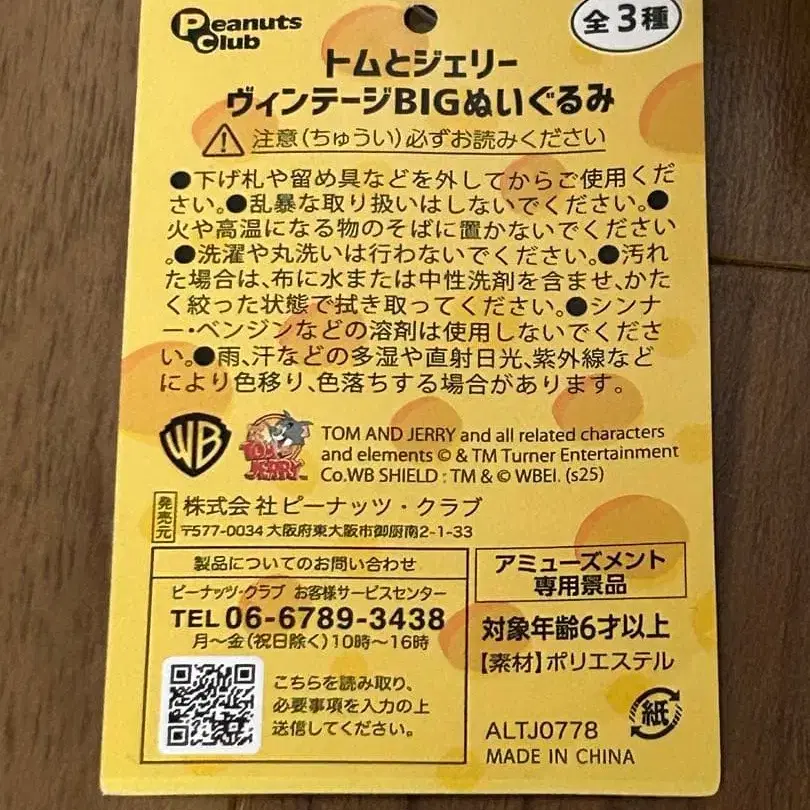 Peanuts Club
全3種
トムとジェリー
ヴィンテージBIGぬいぐるみ
注意(ちゅうい)必ずお読みください
●下げ札や留め具などを外してからご使用くだ
さい。●乱暴な取り扱いはしないでください。●
火や高温になる物のそばに置かないでください
。●洗濯や丸洗いは行わないでください。●汚れ
た場合は、布に水または中性洗剤を含ませ、かた
く絞った状態で拭き取ってください。●シンナ
ー・ベンジンなどの溶剤は使用しないでくださ
い。●雨、汗などの多湿や直射日光、紫外線など
により色移り、色落ちする場合があります。
WB
TOM AND JERRY
TOM AND JERRY and all related characters
and elements © & TM Turner Entertainment
Co.WB SHIELD : TM & © WBEI. (s25)
発売元
株式会社ピーナッツ・クラブ
〒577-0034 大阪府東大阪市御厨南2-1-33
製品についてのお問い合わせ
ピーナッツ・クラブ お客様サービスセンター
TEL 06-6789-3438
月〜金(祝日除く)10時〜16時
こちらを読み取り、
必要事項を入力の上
送信してください。
アミューズメント
専用景品
対象年齢6才以上
【素材】ポリエステル
紙
ALTJ0778
MADE IN CHINA